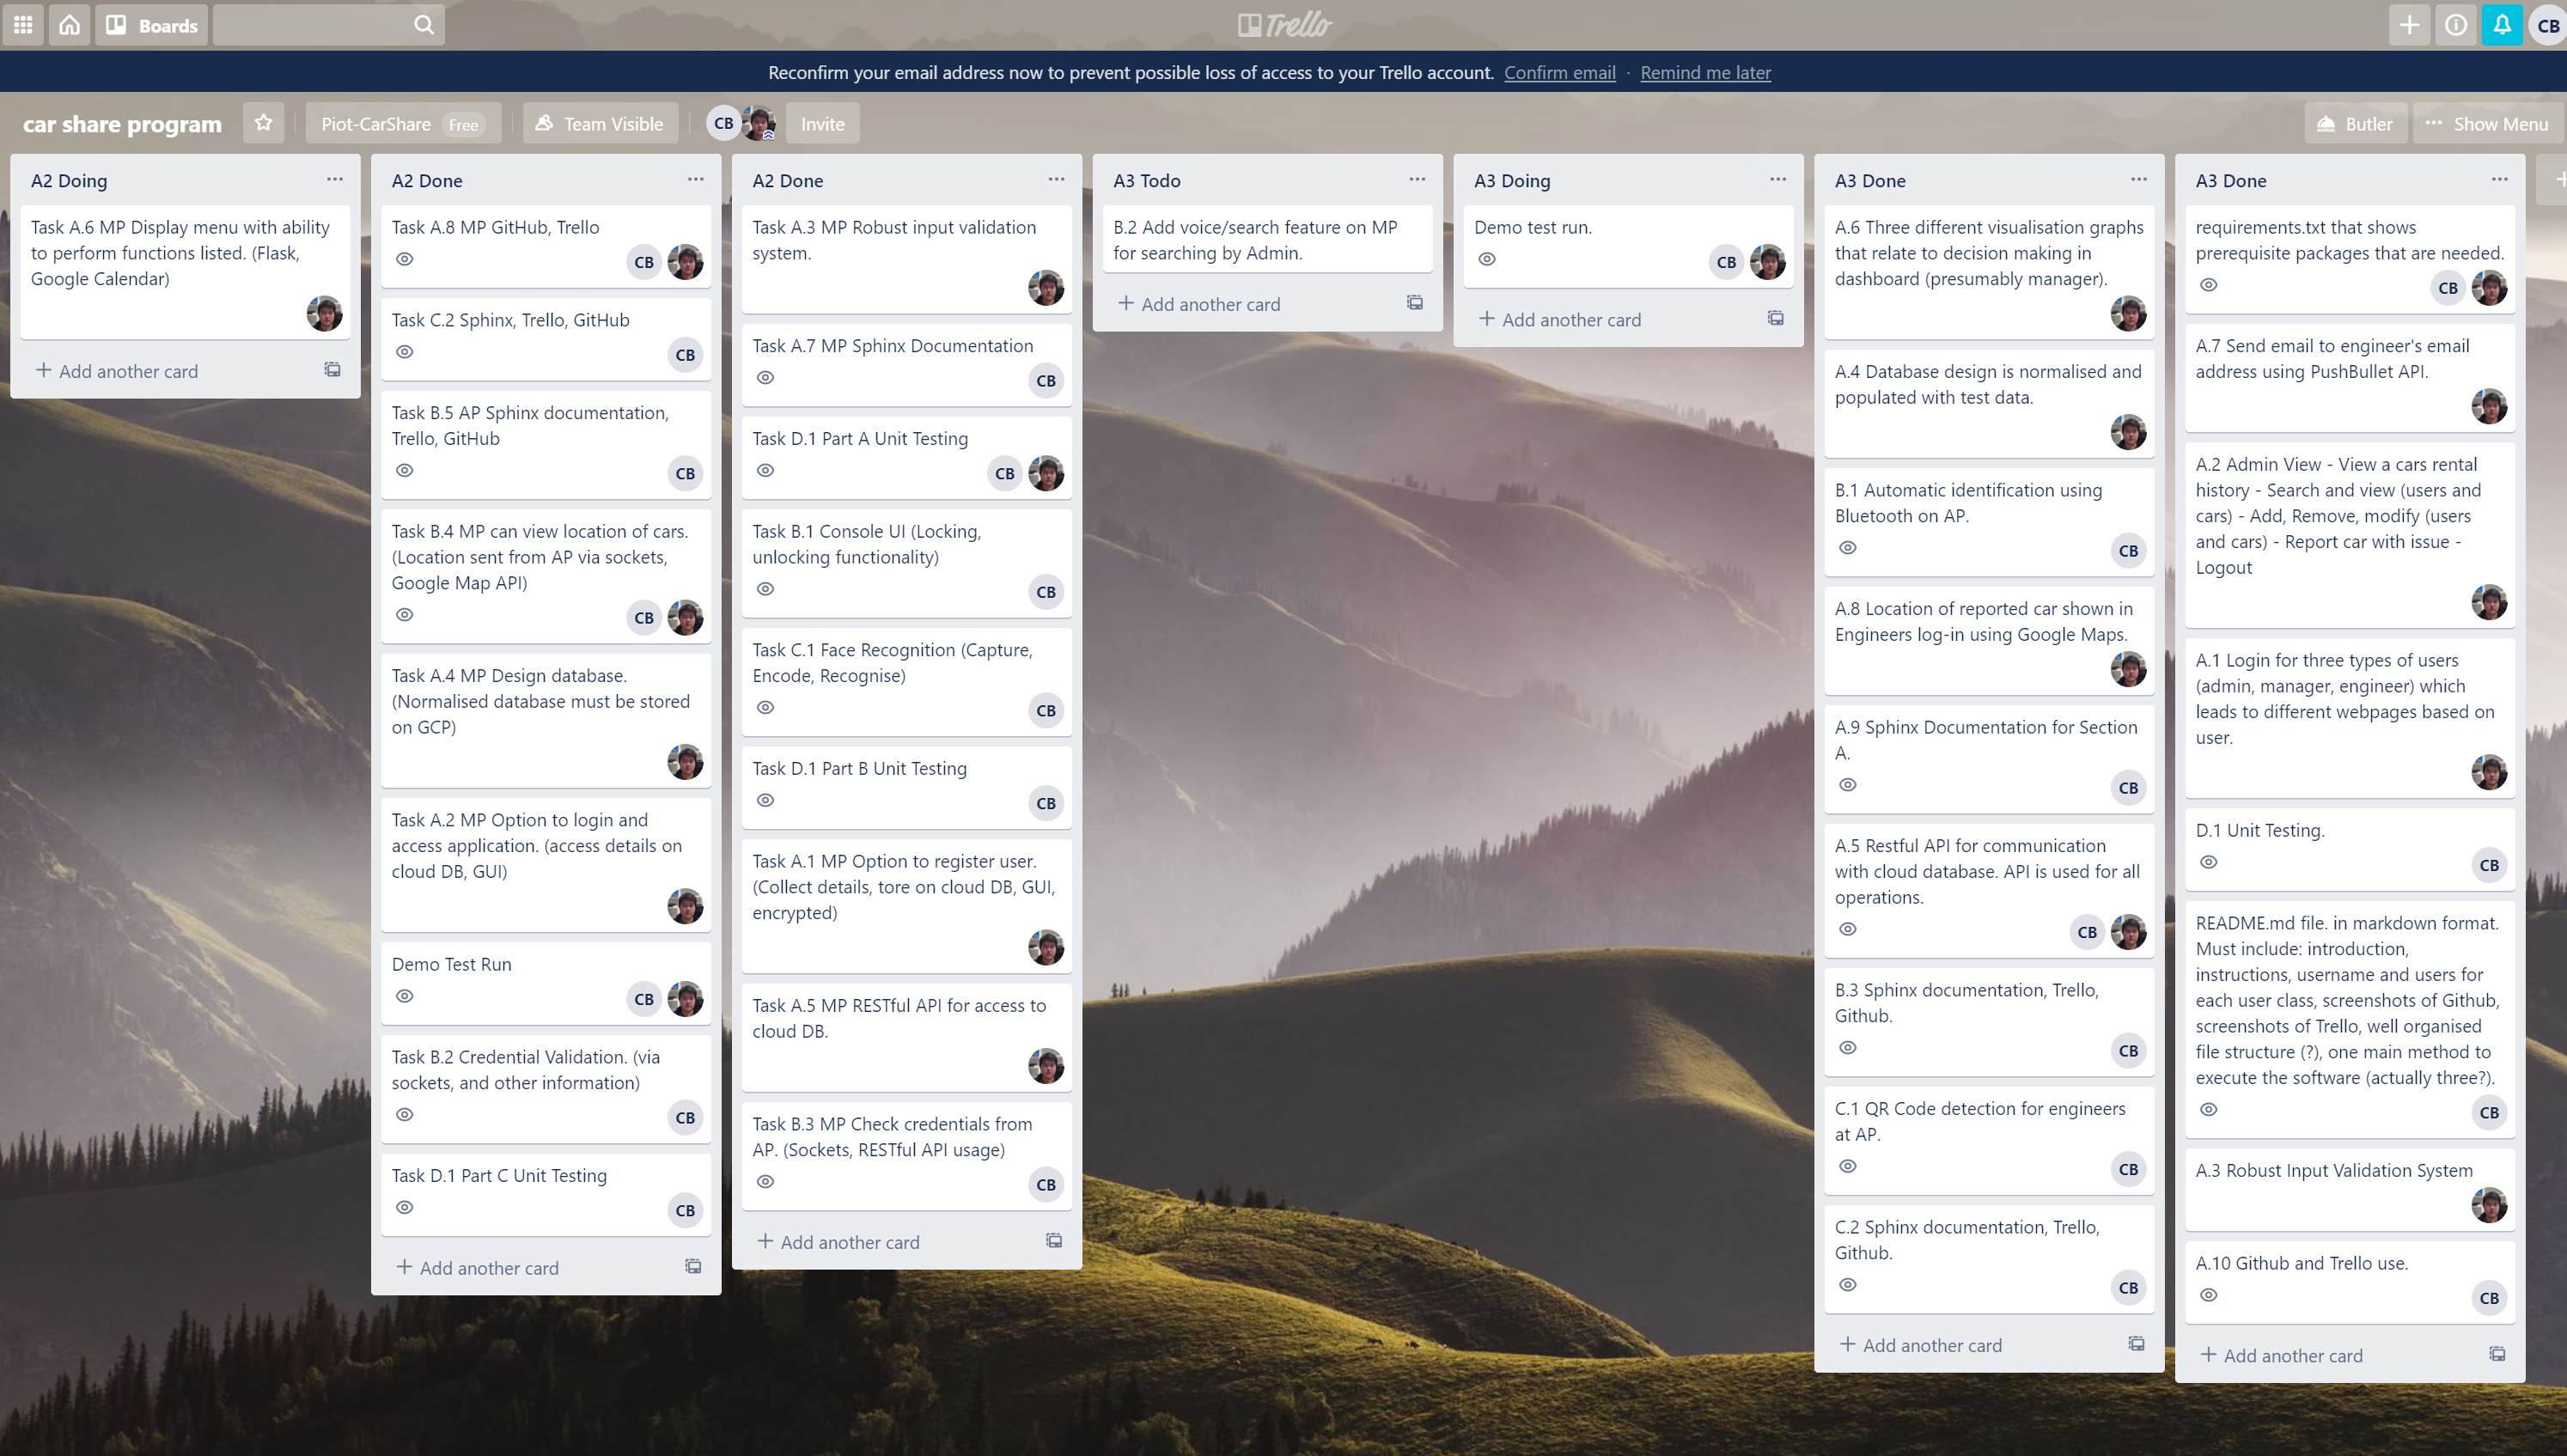 Boards
Trello
CB
Reconfirm your email address now to prevent possible loss of access to your Trello account. Confirm email · Remind me later
car share program
Piot-CarShare Free
Team Visible
CB
Invite
Butler
··· Show Menu
A2 Doing
Task A.6 MP Display menu with ability
to perform functions listed. (Flask,
Google Calendar)
+ Add another card
A2 Done
Task A.8 MP GitHub, Trello
CB
Task C.2 Sphinx, Trello, GitHub
CB
Task B.5 AP Sphinx documentation,
Trello, GitHub
CB
Task B.4 MP can view location of cars.
(Location sent from AP via sockets,
Google Map API)
CB
Task A.4 MP Design database.
(Normalised database must be stored
on GCP)
Task A.2 MP Option to login and
access application. (access details on
cloud DB, GUI)
Demo Test Run
CB
Task B.2 Credential Validation. (via
sockets, and other information)
CB
Task D.1 Part C Unit Testing
CB
+ Add another card
A2 Done
Task A.3 MP Robust input validation
system.
Task A.7 MP Sphinx Documentation
CB
Task D.1 Part A Unit Testing
CB
Task B.1 Console UI (Locking,
unlocking functionality)
CB
Task C.1 Face Recognition (Capture,
Encode, Recognise)
CB
Task D.1 Part B Unit Testing
CB
Task A.1 MP Option to register user.
(Collect details, tore on cloud DB, GUI,
encrypted)
Task A.5 MP RESTful API for access to
cloud DB.
Task B.3 MP Check credentials from
AP. (Sockets, RESTful API usage)
CB
+ Add another card
A3 Todo
B.2 Add voice/search feature on MP
for searching by Admin.
+ Add another card
A3 Doing
Demo test run.
CB
+ Add another card
A3 Done
A.6 Three different visualisation graphs
that relate to decision making in
dashboard (presumably manager).
A.4 Database design is normalised and
populated with test data.
B.1 Automatic identification using
Bluetooth on AP.
CB
A.8 Location of reported car shown in
Engineers log-in using Google Maps.
A.9 Sphinx Documentation for Section
A.
CB
A.5 Restful API for communication
with cloud database. API is used for all
operations.
CB
B.3 Sphinx documentation, Trello,
Github.
CB
C.1 QR Code detection for engineers
at AP.
CB
C.2 Sphinx documentation, Trello,
Github.
CB
+ Add another card
A3 Done
requirements.txt that shows
prerequisite packages that are needed.
CB
A.7 Send email to engineer's email
address using PushBullet API.
A.2 Admin View - View a cars rental
history - Search and view (users and
cars) - Add, Remove, modify (users
and cars) - Report car with issue -
Logout
A.1 Login for three types of users
(admin, manager, engineer) which
leads to different webpages based on
user.
D.1 Unit Testing.
CB
README.md file. in markdown format.
Must include: introduction,
instructions, username and users for
each user class, screenshots of Github,
screenshots of Trello, well organised
file structure (?), one main method to
execute the software (actually three?).
CB
A.3 Robust Input Validation System
A.10 Github and Trello use.
CB
+ Add another card